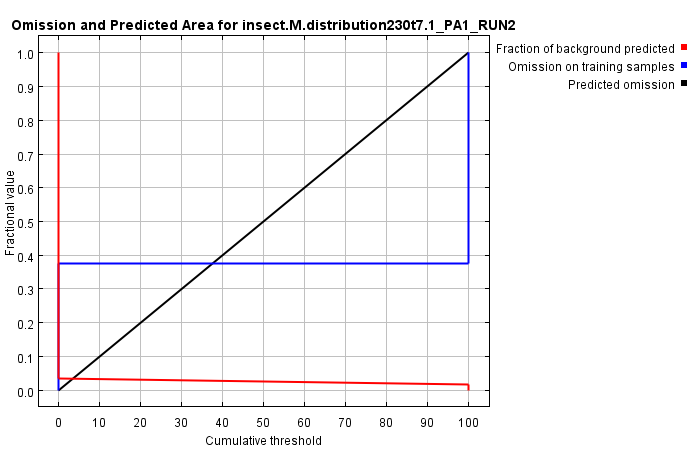 Omission and Predicted Area for insect.M.distribution230t7.1_PA1_RUN2
Fraction of background predicted
Omission on training samples
Predicted omission
Fractional value
1.0
0.9
0.8
0.7
0.6
0.5
0.4
0.3
0.2
0.1
0.0
0 10 20 30 40 50 60 70 80 90 100
Cumulative threshold